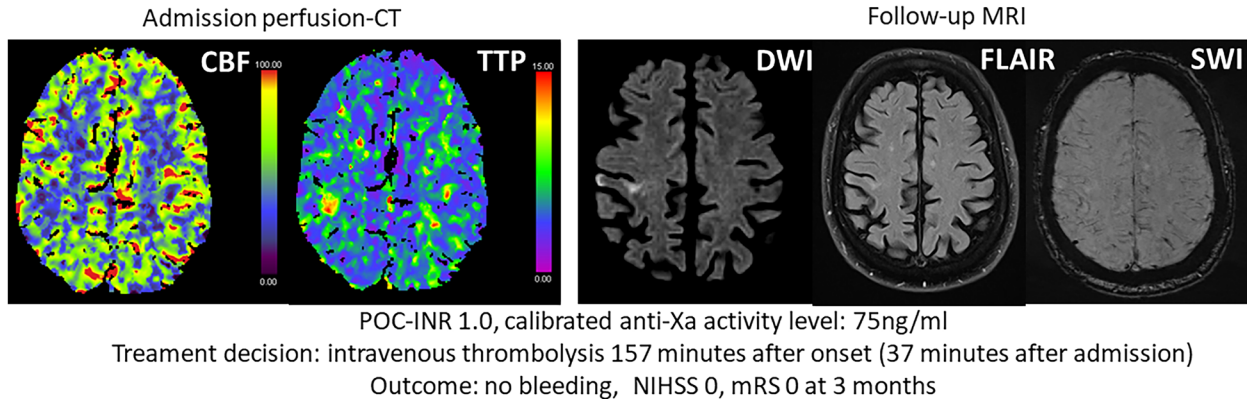 Admission perfusion-CT
Follow-up MRI
CBF
100.00
0.00
TTP
15.00
0.00
DWI
FLAIR
SWI
POC-INR 1.0, calibrated anti-Xa activity level: 75ng/ml
Treament decision: intravenous thrombolysis 157 minutes after onset (37 minutes after admission)
Outcome: no bleeding, NIHSS 0, mRS 0 at 3 months